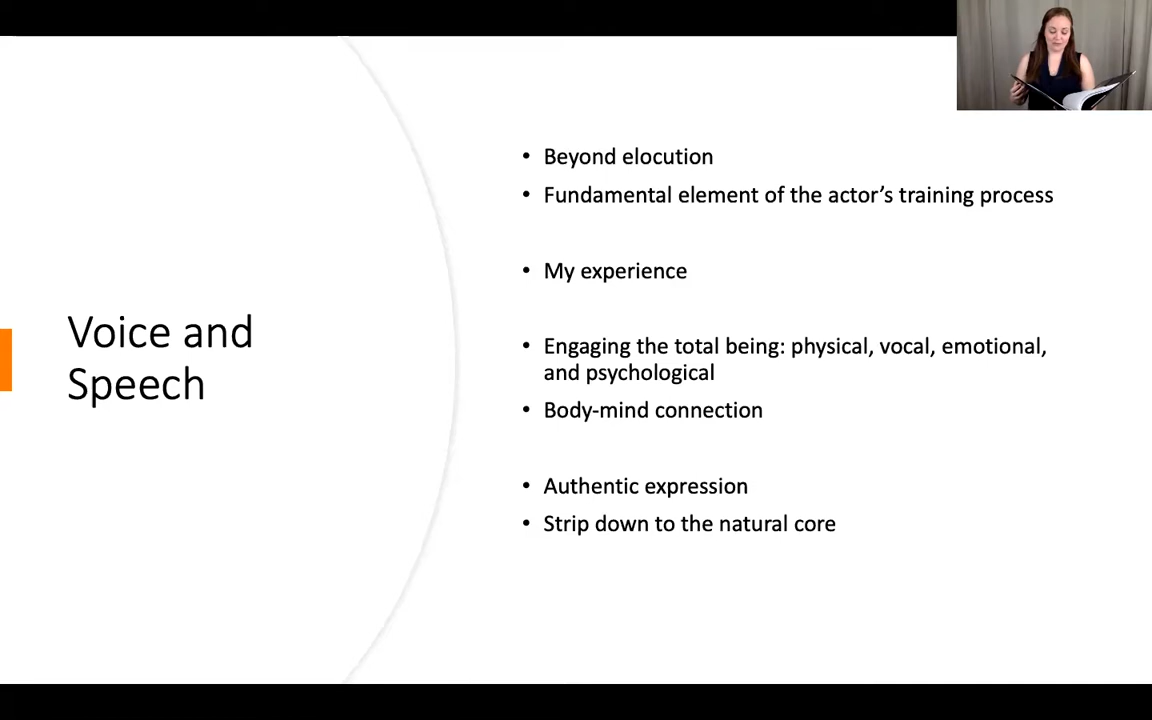 Voice and
Speech
• Beyond elocution
• Fundamental element of the actor’s training process
• My experience
• Engaging the total being: physical, vocal, emotional,
and psychological
• Body-mind connection
• Authentic expression
• Strip down to the natural core